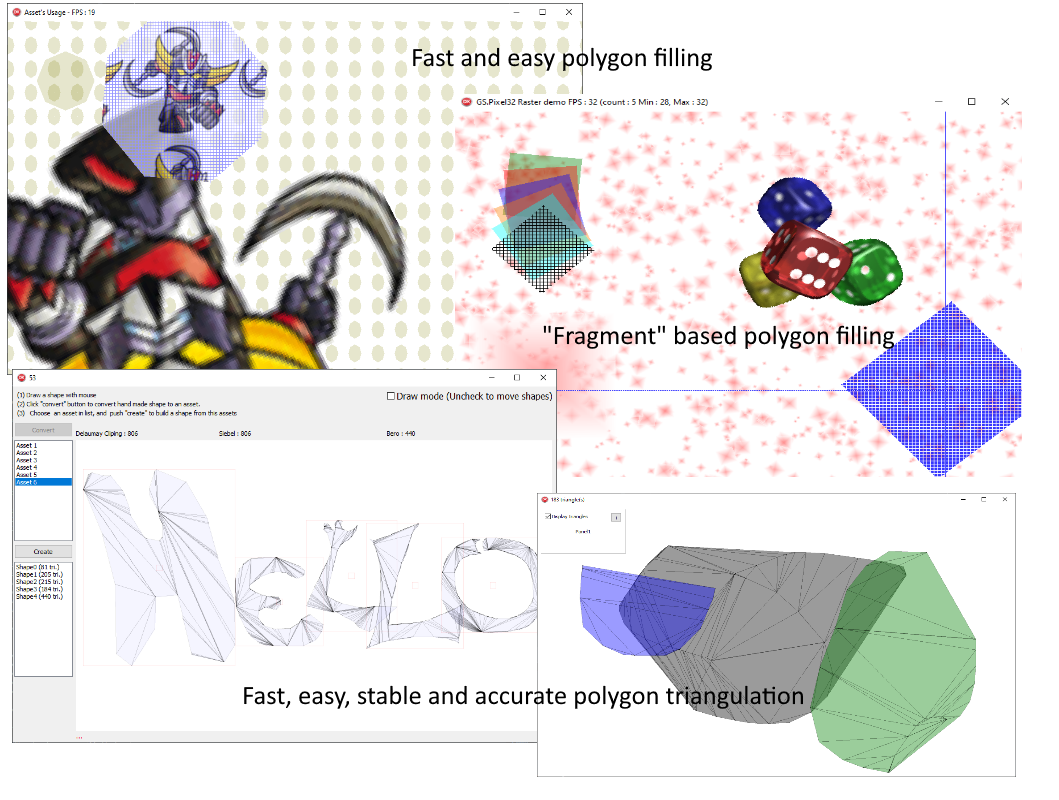 Asset's Usage - FPS : 19
Fast and easy polygon filling
GS.Pixel32 Raster demo FPS : 32 (count : 5 Min : 28, Max : 32)
"Fragment" based polygon filling
53
(1) Draw a shape with mouse
(2) Click "convert" button to convert hand made shape to an asset.
(3) Choose an asset in list, and push "create" to build a shape from this assets
Draw mode (Uncheck to move shapes)
Convert
Delaumay Cliping : 806
Siebel : 806
Bero : 440
Asset 1
Asset 2
Asset 3
Asset 4
Asset 5
Asset 6
Create
Shape0 (81 tri.)
Shape1 (205 tri.)
Shape2 (215 tri.)
Shape3 (184 tri.)
Shape4 (440 tri.)
...
183 triangle(s)
Display triangles
Panel1
Fast, easy, stable and accurate polygon triangulation